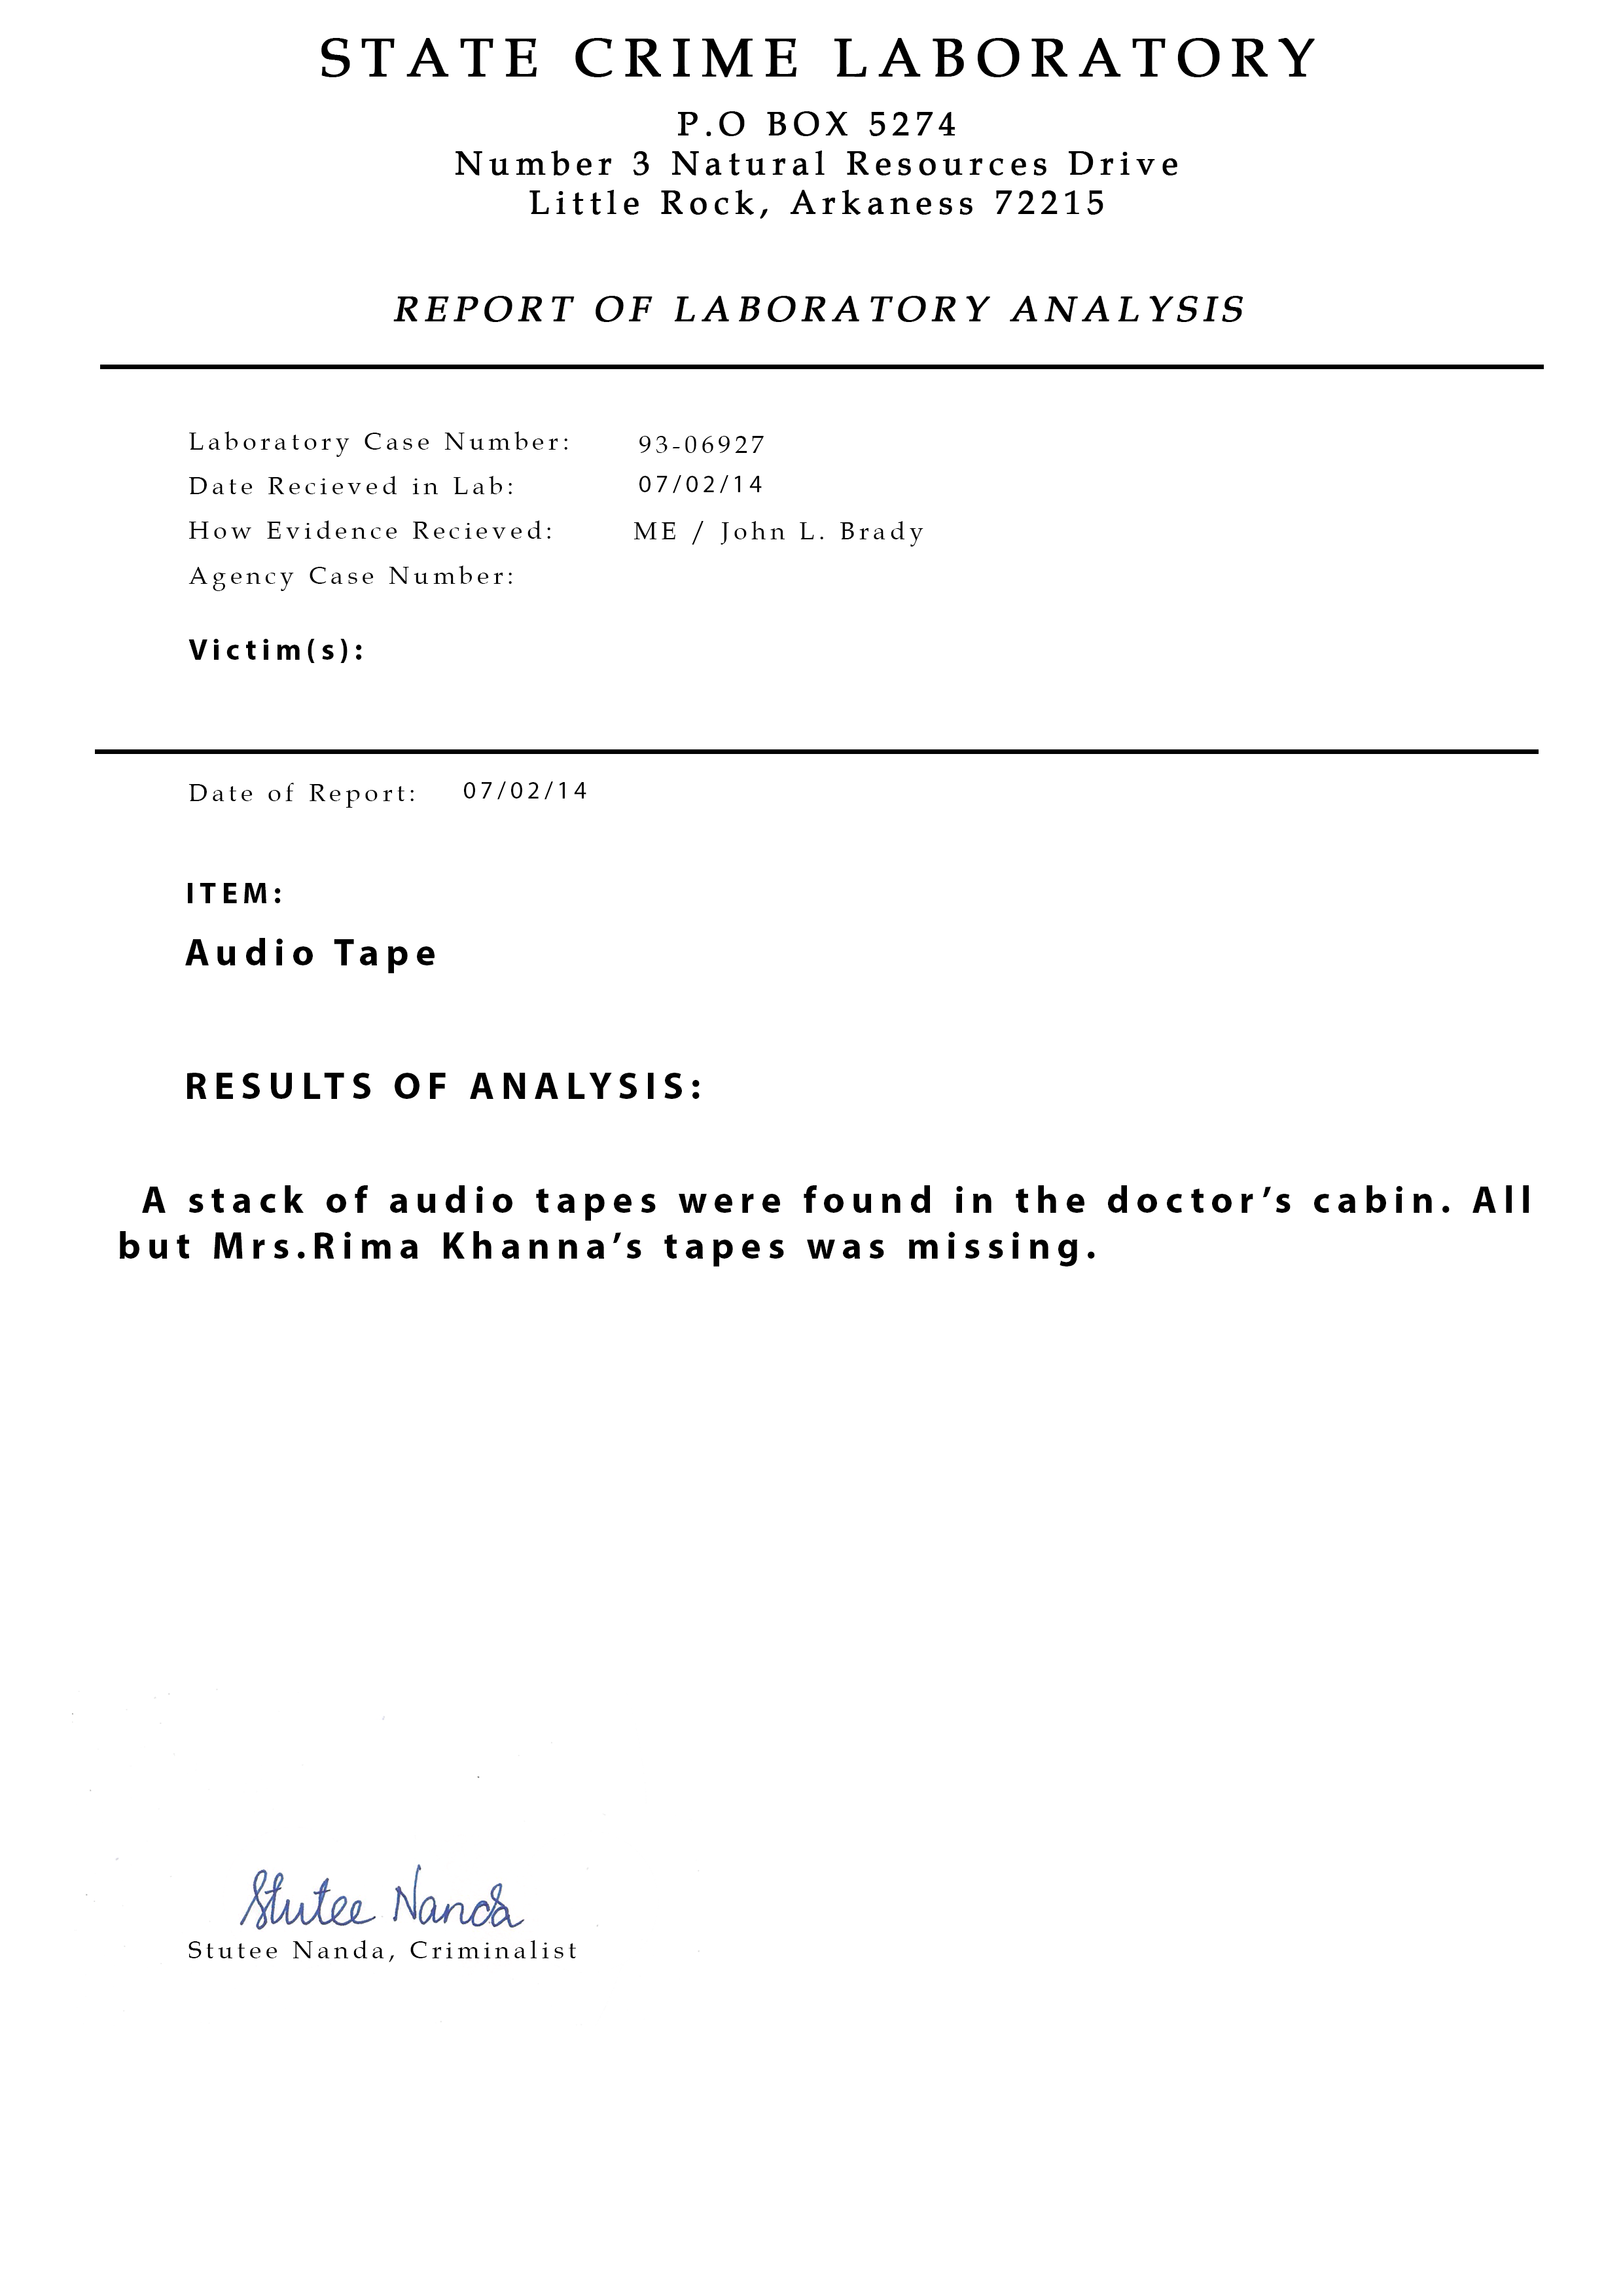 STATE CRIME LABORATORY
P.O BOX 5274
Number 3 Natural Resources Drive
Little Rock, Arkaness 72215
REPORT OF LABORATORY ANALYSIS
Laboratory Case Number: 93-06927
Date Recieved in Lab: 07/02/14
How Evidence Recieved: ME / John L. Brady
Agency Case Number:
Victim(s):
Date of Report: 07/02/14
ITEM:
Audio Tape
RESULTS OF ANALYSIS:
A stack of audio tapes were found in the doctor’s cabin. All
but Mrs.Rima Khanna’s tapes was missing.
Stutee Nanda
Stutee Nanda, Criminalist